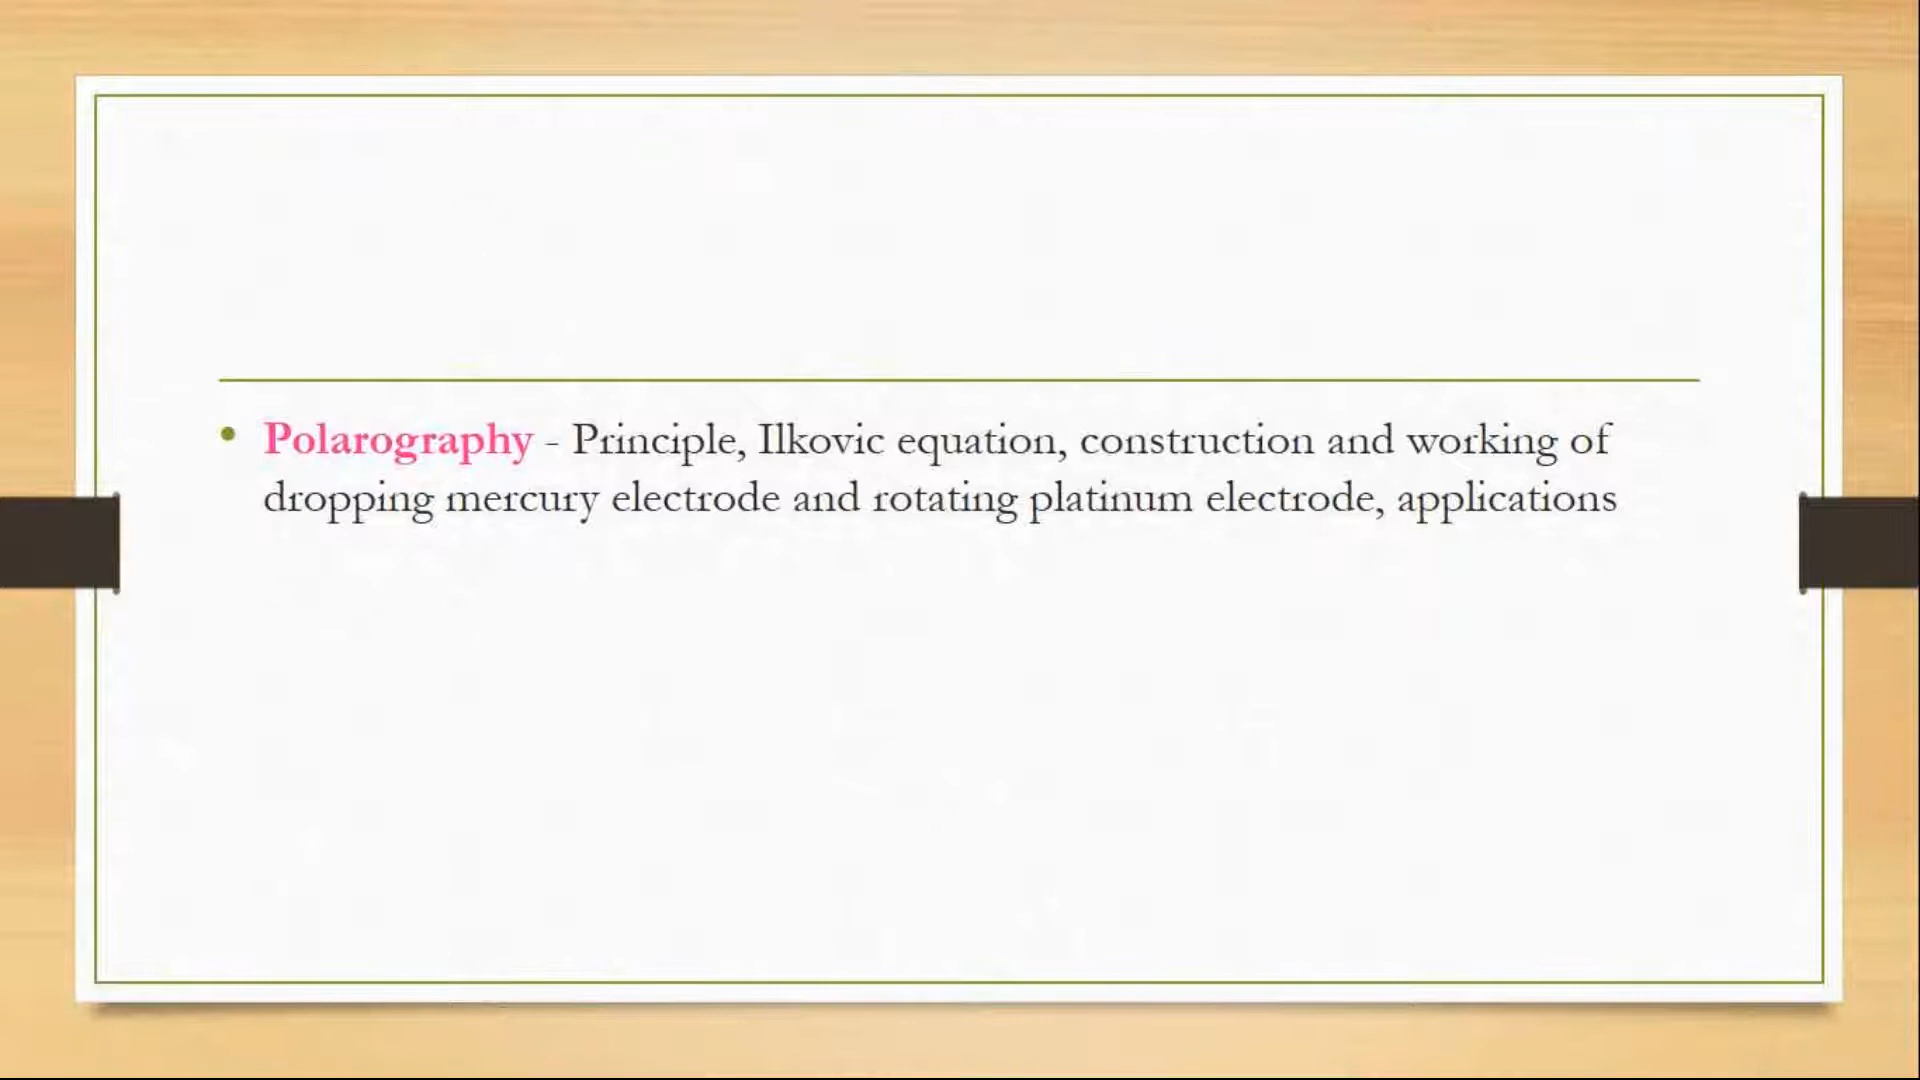 • Polarography - Principle, Ilkovic equation, construction and working of
dropping mercury electrode and rotating platinum electrode, applications